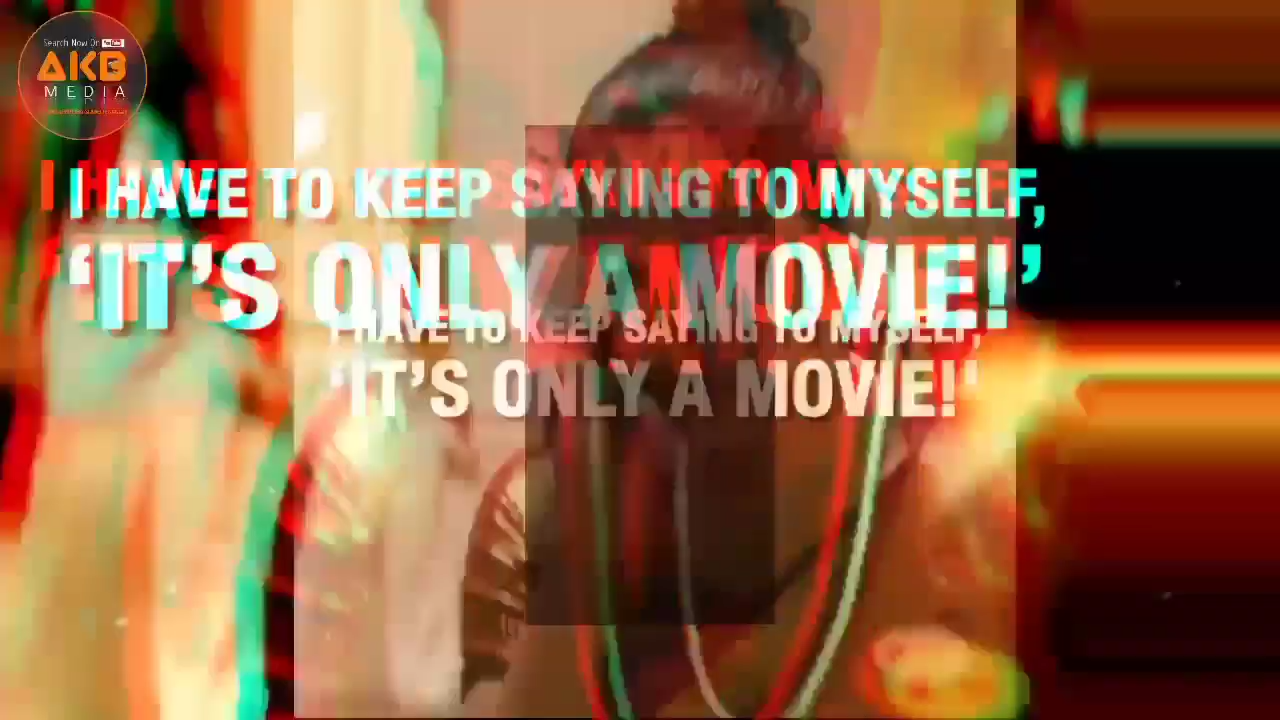 Search Now On YouTube
AKB
MEDIA
I HAVE TO KEEP SAYING TO MYSELF,
‘IT’S ONLY A MOVIE!’
I HAVE TO KEEP SAYING TO MYSELF,
‘IT’S ONLY A MOVIE!‘